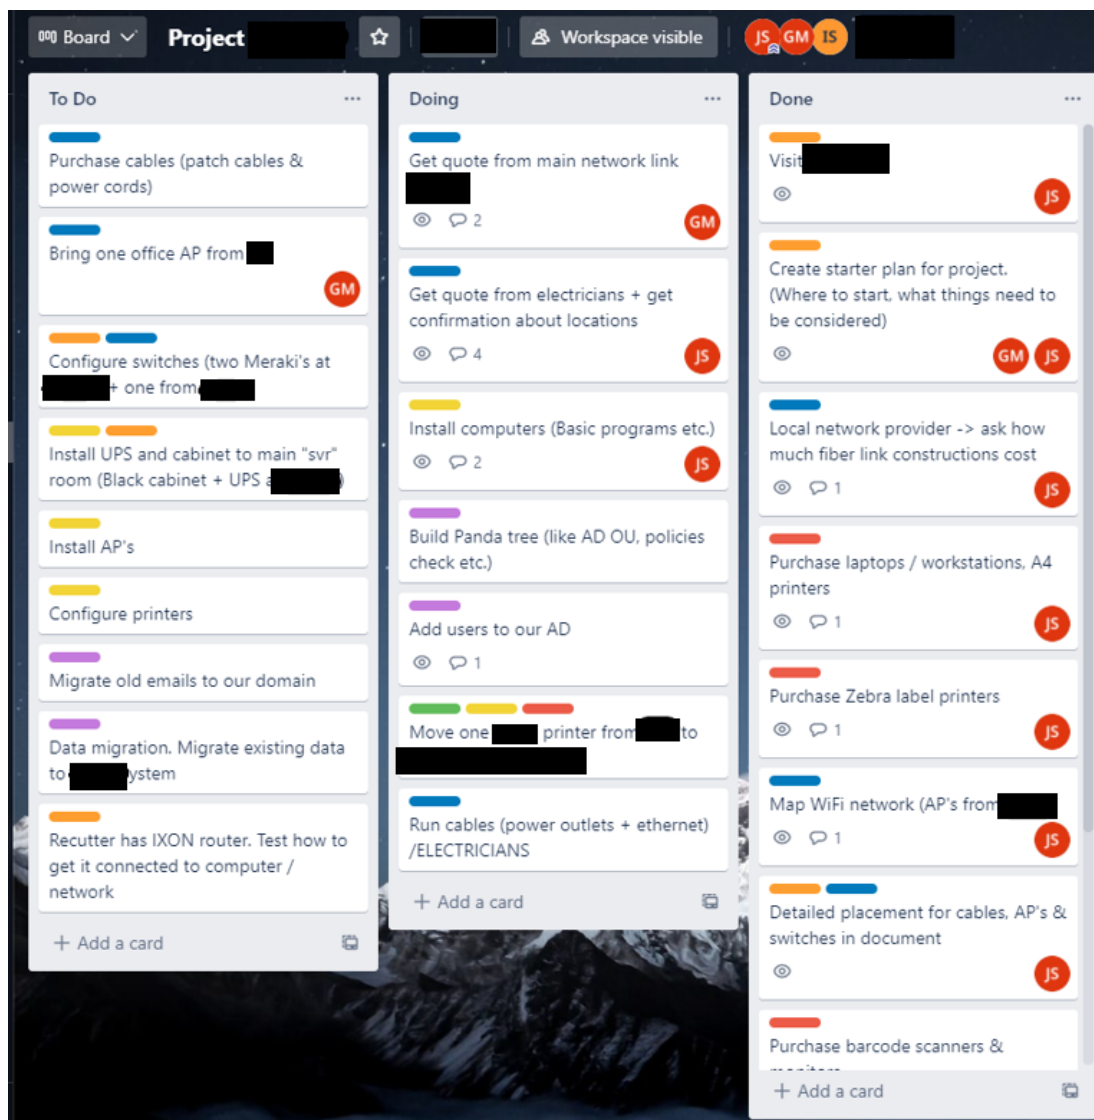 Board
Project
Workspace visible
JS
GM
IS
To Do
Purchase cables (patch cables &
power cords)
Bring one office AP from
GM
Configure switches (two Meraki's at
+ one from
Install UPS and cabinet to main "svr"
room (Black cabinet + UPS
)
Install AP's
Configure printers
Migrate old emails to our domain
Data migration. Migrate existing data
to ystem
Recutter has IXON router. Test how to
get it connected to computer /
network
+ Add a card
Doing
Get quote from main network link
2
GM
Get quote from electricians + get
confirmation about locations
4
JS
Install computers (Basic programs etc.)
2
JS
Build Panda tree (like AD OU, policies
check etc.)
Add users to our AD
1
Move one printer from to
Run cables (power outlets + ethernet)
/ELECTRICIANS
+ Add a card
Done
Visit
JS
Create starter plan for project.
(Where to start, what things need to
be considered)
GM
JS
Local network provider -> ask how
much fiber link constructions cost
1
JS
Purchase laptops / workstations, A4
printers
1
JS
Purchase Zebra label printers
1
JS
Map WiFi network (AP's from
1
JS
Detailed placement for cables, AP's &
switches in document
JS
Purchase barcode scanners &
+ Add a card